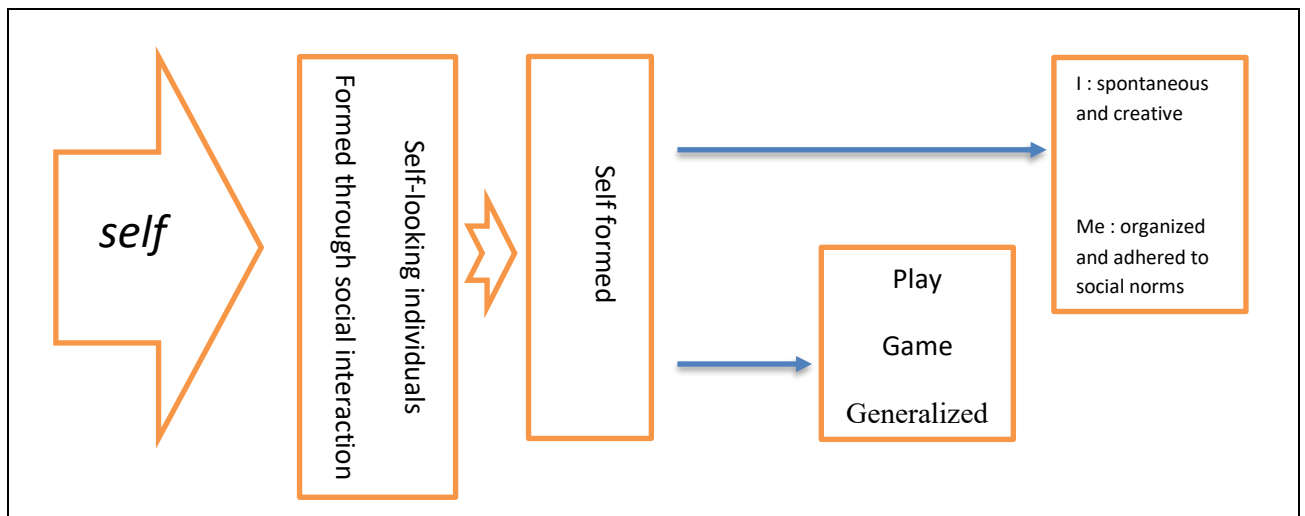 self
Self-looking individuals
Formed through social interaction
Self formed
I : spontaneous
and creative
Me : organized
and adhered to
social norms
Play
Game
Generalized